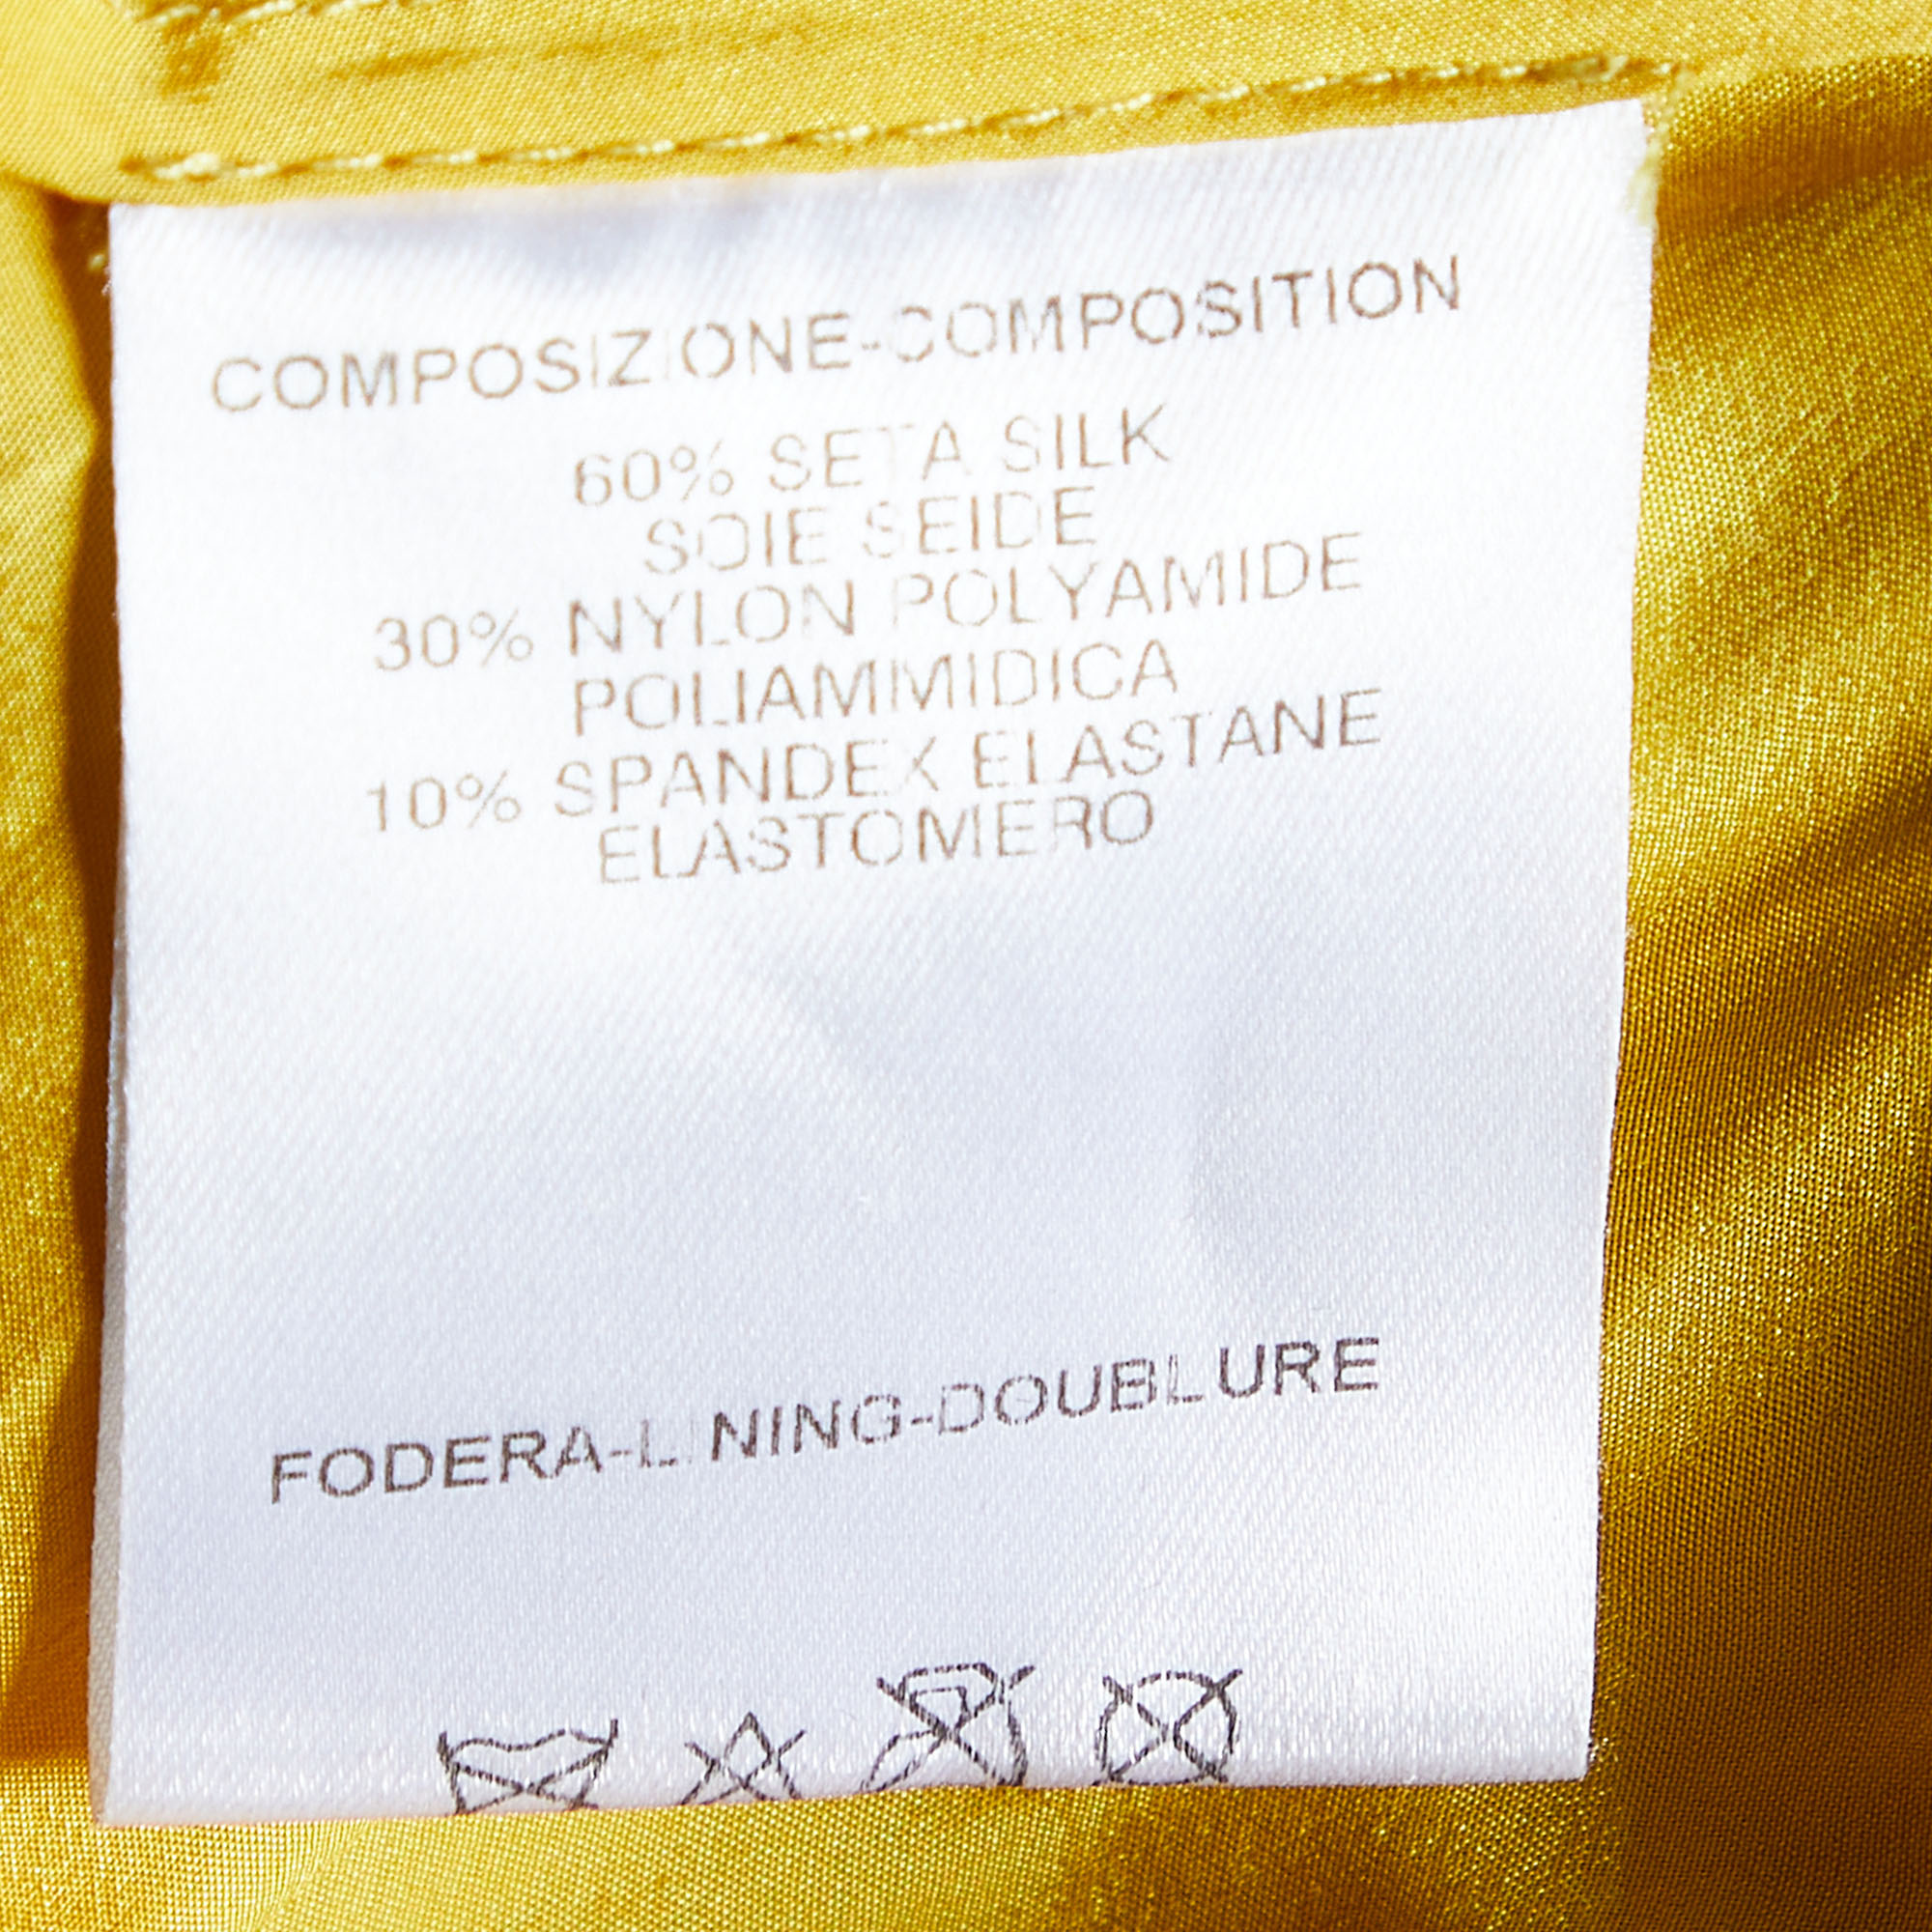 COMPOSIZIONE-COMPOSITION
60% SETA SILK
SOIE SEIDE
30% NYLON POLYAMIDE
POLIAMMIDICA
10% SPANDEX ELASTANE
ELASTOMERO
FODERA-LINING-DOUBLURE